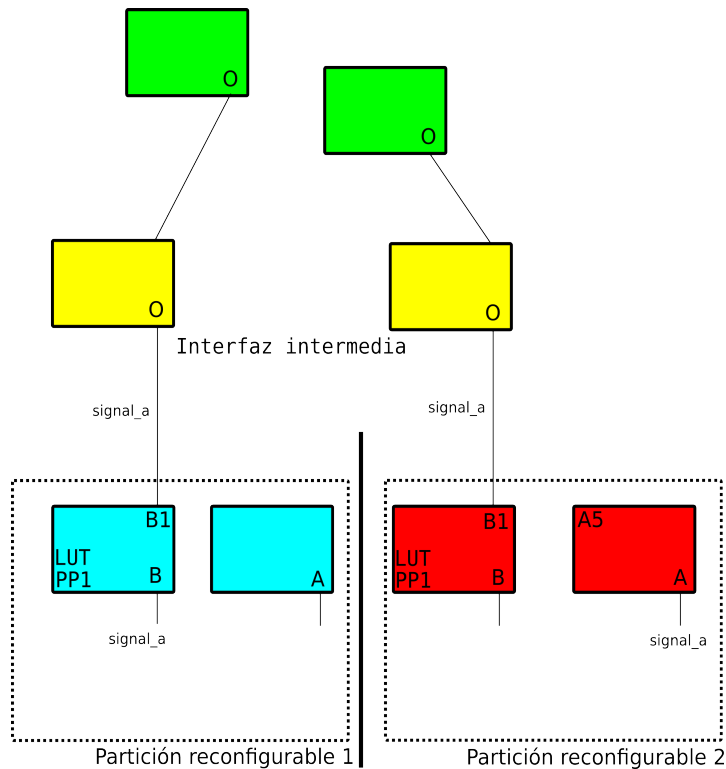 O
O
O
O
Interfaz intermedia
signal_a
signal_a
B1
LUT
PP1
B
A
B1
LUT
PP1
B
A5
A
signal_a
signal_a
Partición reconfigurable 1
Partición reconfigurable 2